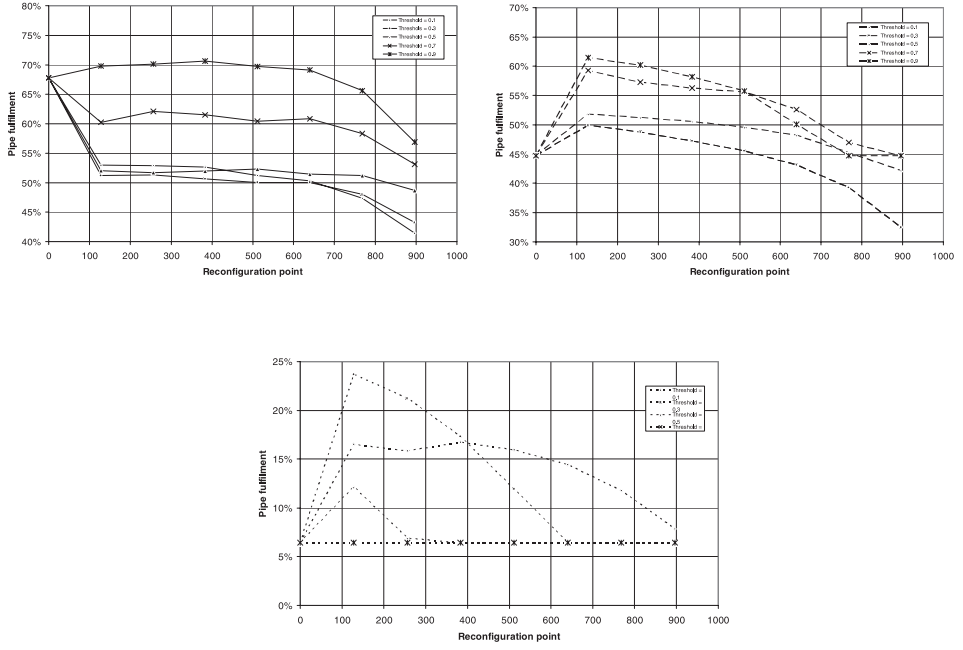 80%
75%
70%
65%
60%
55%
50%
45%
40%
Pipe fulfilment
0 100 200 300 400 500 600 700 800 900 1000
Reconfiguration point
Threshold = 0.1
Threshold = 0.3
Threshold = 0.5
Threshold = 0.7
Threshold = 0.9
70%
65%
60%
55%
50%
45%
40%
35%
30%
Pipe fulfilment
0 100 200 300 400 500 600 700 800 900 1000
Reconfiguration point
Threshold = 0.1
Threshold = 0.3
Threshold = 0.5
Threshold = 0.7
Threshold = 0.9
25%
20%
15%
10%
5%
0%
Pipe fulfilment
0 100 200 300 400 500 600 700 800 900 1000
Reconfiguration point
Threshold =
0.1
Threshold =
0.3
Threshold =
0.5
Threshold =